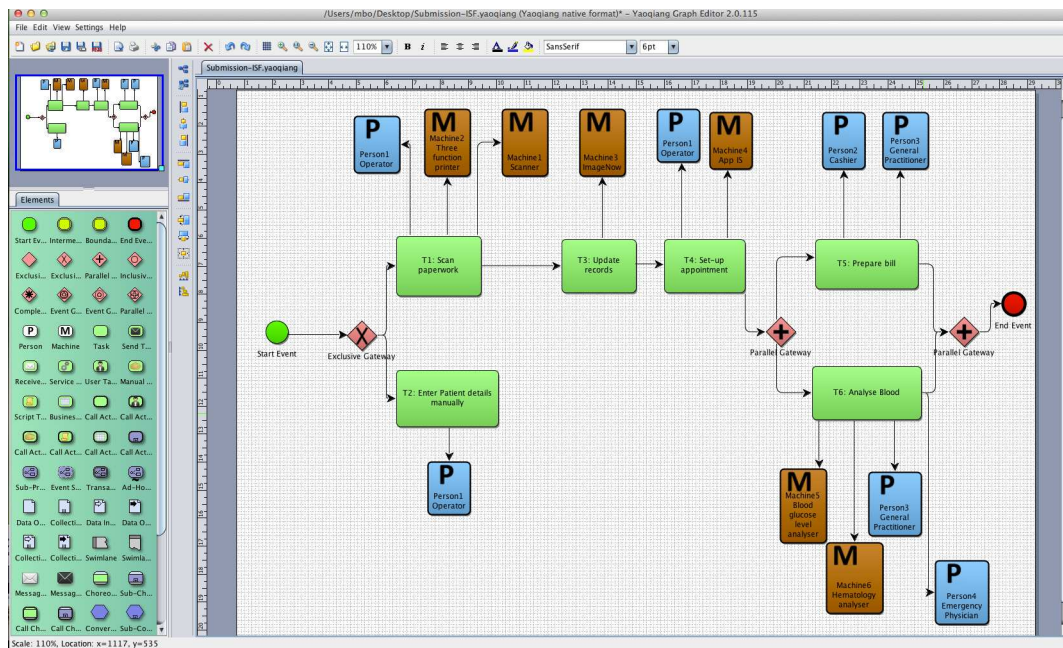 /Users/mbo/Desktop/Submission-ISF.yaoqiang (Yaoqiang native format)* - Yaoqiang Graph Editor 2.0.115
File Edit View Settings Help
110% B i A SansSerif 6pt
Submission-ISF.yaoqiang
Elements
Start Ev... Interme... Bounda... End Eve...
Exclusi... Exclusi... Parallel ... Inclusiv...
Comple... Event G... Event G... Parallel ...
P M
Person Machine Task Send T...
Receive... Service ... User Ta... Manual ...
Script T... Busines... Call Act... Call Act...
Call Act... Call Act... Call Act... Call Act...
Sub-Pr... Event S... Transa... Ad-Ho...
Data O... Collecti... Data In... Data O...
Collecti... Collecti... Swimlane Swimla...
Messag... Messag... Choreo... Sub-Ch...
Call Ch... Call Ch... Conver... Sub-Co...
P
Person1
Operator
M
Machine2
Three
function
printer
M
Machine1
Scanner
M
Machine3
ImageNow
P
Person1
Operator
M
Machine4
App IS
P
Person2
Cashier
P
Person3
General
Practitioner
T1: Scan
paperwork
T3: Update
records
T4: Set-up
appointment
T5: Prepare bill
Start Event
X
Exclusive Gateway
Parallel Gateway
Parallel Gateway
End Event
T2: Enter Patient details
manually
T6: Analyse Blood
P
Person1
Operator
M
Machine5
Blood
glucose
level
analyser
M
Machine6
Hematology
analyser
P
Person3
General
Practitioner
P
Person4
Emergency
Physician
Scale: 110%, Location: x=1117, y=535